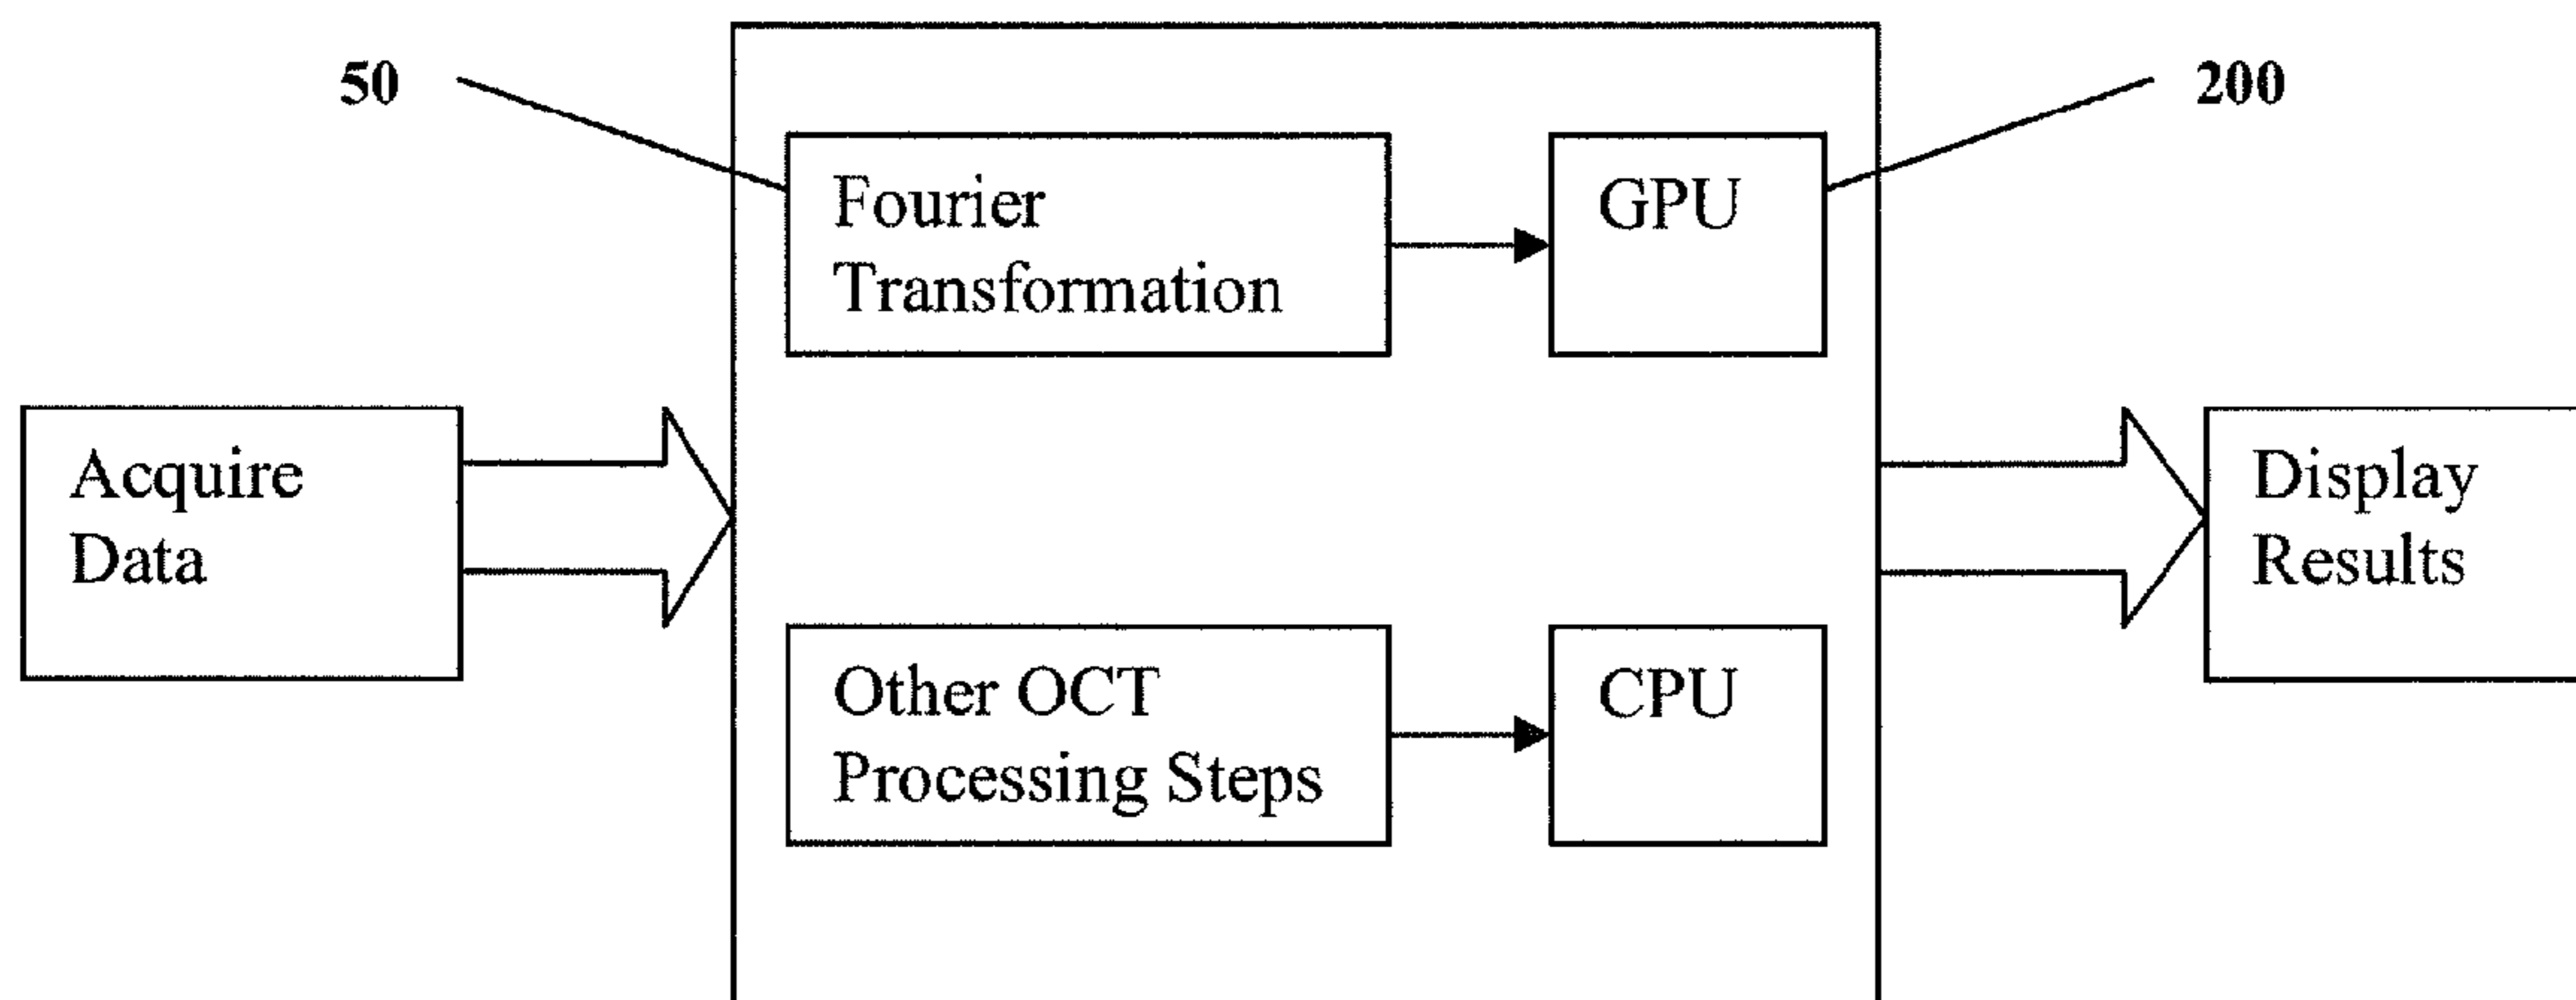 50
200
Fourier
Transformation
GPU
Acquire
Data
Display
Results
Other OCT
Processing Steps
CPU